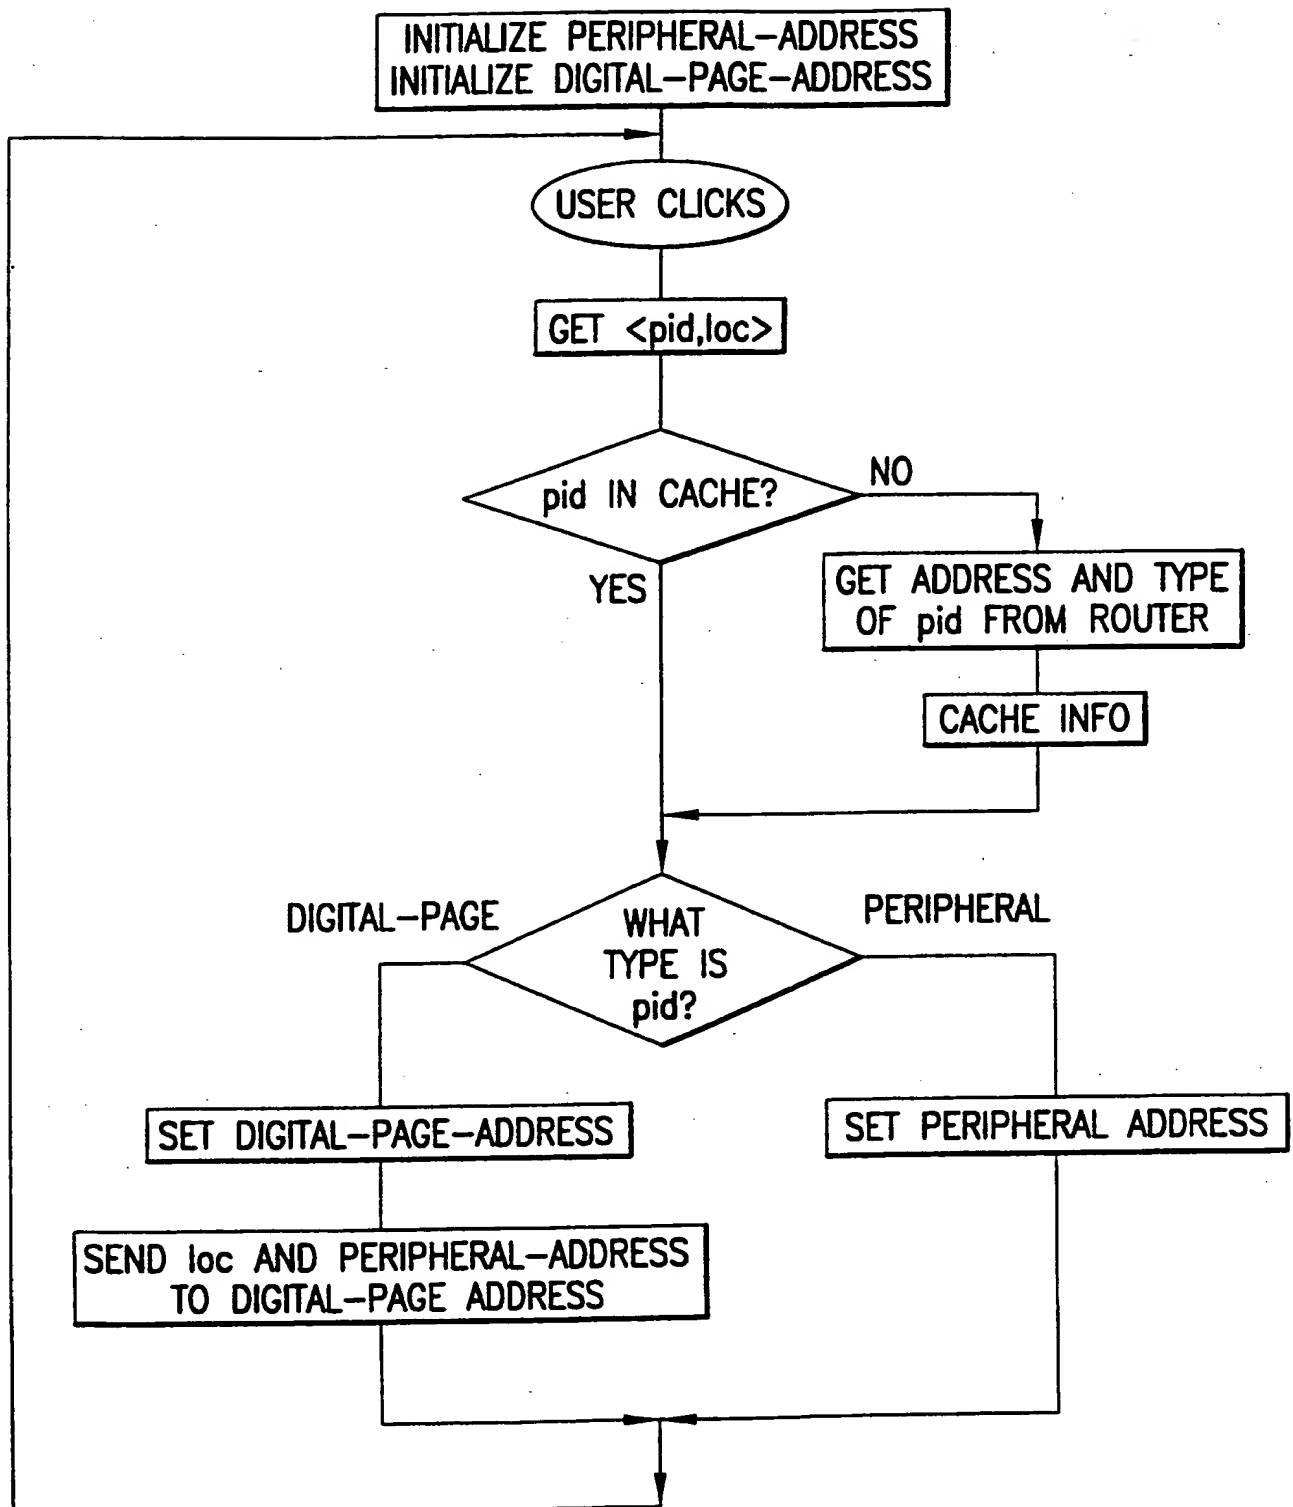 INITIALIZE PERIPHERAL-ADDRESS
INITIALIZE DIGITAL-PAGE-ADDRESS
USER CLICKS
GET <pid,loc>
pid IN CACHE?
NO
YES
GET ADDRESS AND TYPE
OF pid FROM ROUTER
CACHE INFO
DIGITAL-PAGE
WHAT
TYPE IS
pid?
PERIPHERAL
SET DIGITAL-PAGE-ADDRESS
SET PERIPHERAL ADDRESS
SEND loc AND PERIPHERAL-ADDRESS
TO DIGITAL-PAGE ADDRESS